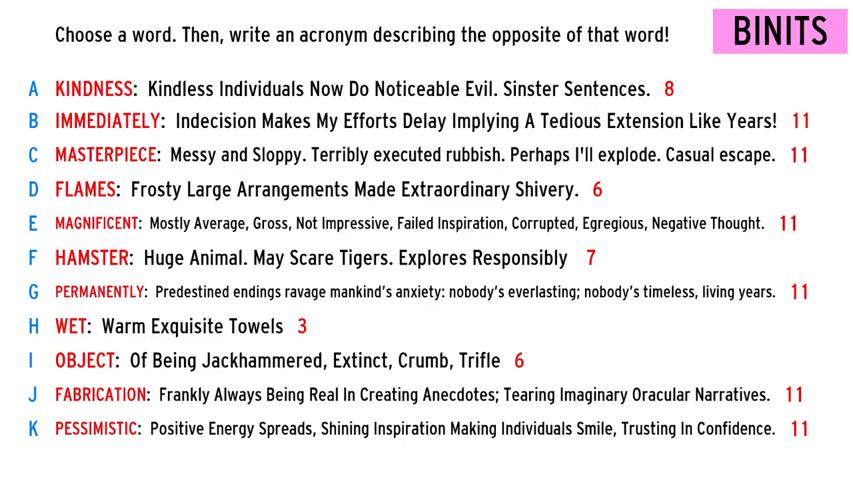 Choose a word. Then, write an acronym describing the opposite of that word!
BINITS
A KINDNESS: Kindless Individuals Now Do Noticeable Evil. Sinster Sentences. 8
B IMMEDIATELY: Indecision Makes My Efforts Delay Implying A Tedious Extension Like Years! 11
C MASTERPIECE: Messy and Sloppy. Terribly executed rubbish. Perhaps I'll explode. Casual escape. 11
D FLAMES: Frosty Large Arrangements Made Extraordinary Shivery. 6
E MAGNIFICENT: Mostly Average, Gross, Not Impressive, Failed Inspiration, Corrupted, Egregious, Negative Thought. 11
F HAMSTER: Huge Animal. May Scare Tigers. Explores Responsibly 7
G PERMANENTLY: Predestined endings ravage mankind's anxiety: nobody's everlasting; nobody's timeless, living years. 11
H WET: Warm Exquisite Towels 3
I OBJECT: Of Being Jackhammered, Extinct, Crumb, Trifle 6
J FABRICATION: Frankly Always Being Real In Creating Anecdotes; Tearing Imaginary Oracular Narratives. 11
K PESSIMISTIC: Positive Energy Spreads, Shining Inspiration Making Individuals Smile, Trusting In Confidence. 11